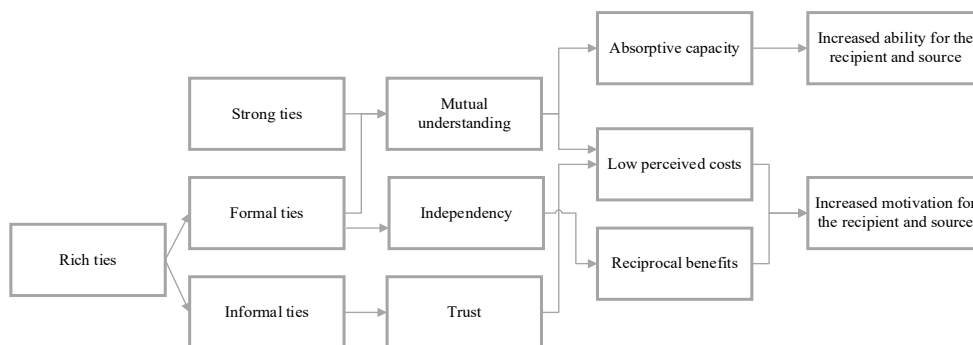 Absorptive capacity
Increased ability for the
recipient and source
Strong ties
Mutual
understanding
Low perceived costs
Formal ties
Independency
Increased motivation for
the recipient and source
Rich ties
Reciprocal benefits
Informal ties
Trust